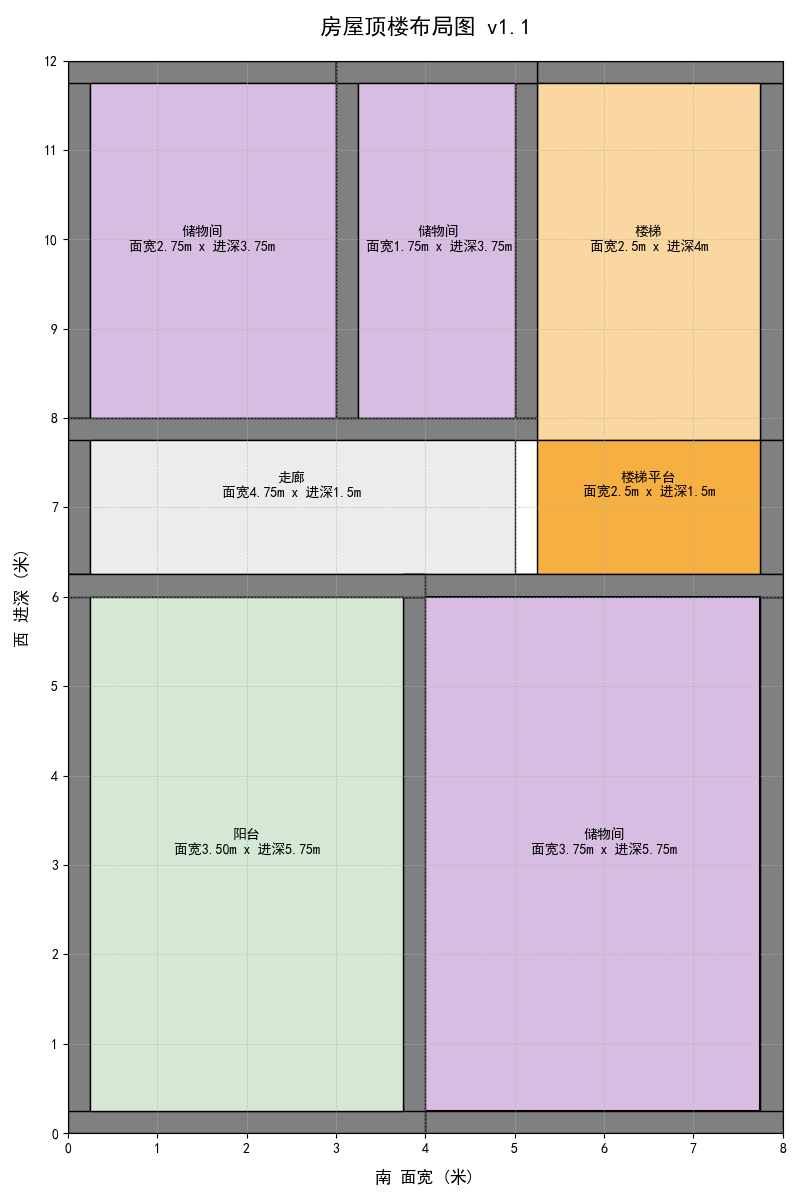 房屋顶楼布局图 v1.1
12
11
10
9
8
7
6
5
4
3
2
1
0
西 进深 (米)
储物间
面宽2.75m x 进深3.75m
储物间
面宽1.75m x 进深3.75m
楼梯
面宽2.5m x 进深4m
走廊
面宽4.75m x 进深1.5m
楼梯平台
面宽2.5m x 进深1.5m
阳台
面宽3.50m x 进深5.75m
储物间
面宽3.75m x 进深5.75m
0 1 2 3 4 5 6 7 8
南 面宽 (米)